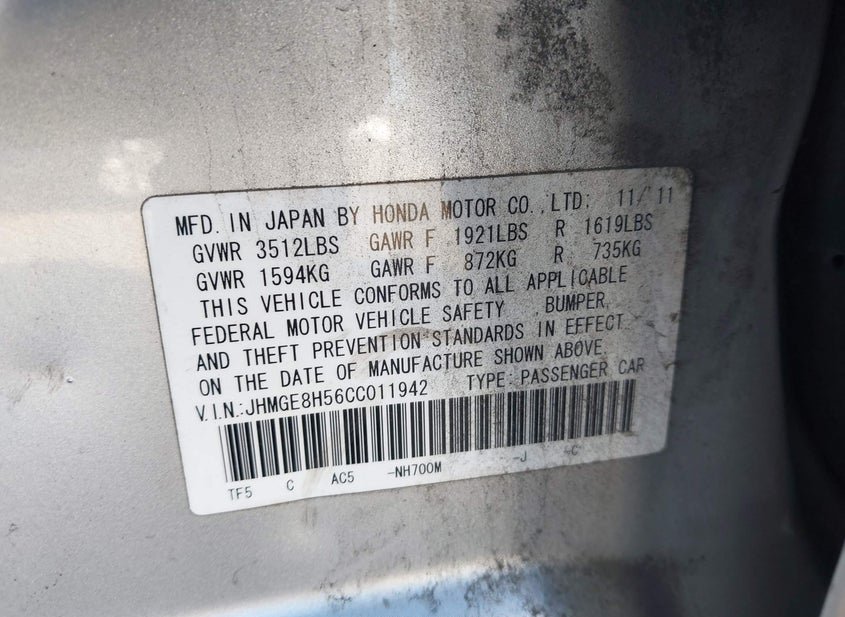 MFD. IN JAPAN BY HONDA MOTOR CO.,LTD: 11/'11
GVWR 3512LBS GAWR F 1921LBS R 1619LBS
GVWR 1594KG GAWR F 872KG R 735KG
THIS VEHICLE CONFORMS TO ALL APPLICABLE
FEDERAL MOTOR VEHICLE SAFETY, BUMPER,
AND THEFT PREVENTION STANDARDS IN EFFECT
ON THE DATE OF MANUFACTURE SHOWN ABOVE.
V.I.N.:JHMGE8H56CC011942 TYPE: PASSENGER CAR
TF5 C AC5 -NH700M -J -C